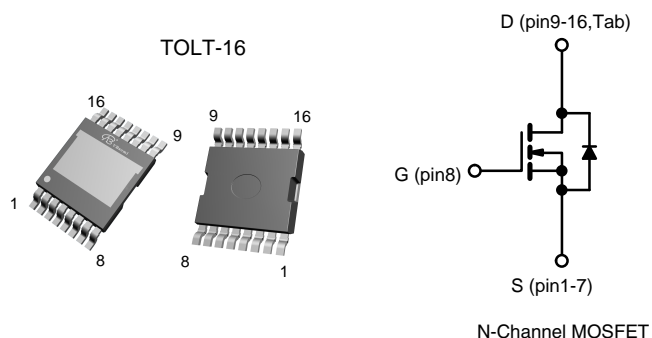 D (pin9-16,Tab)
TOLT-16
16
9
9
16
G (pin8)
1
8
8
1
S (pin1-7)
N-Channel MOSFET